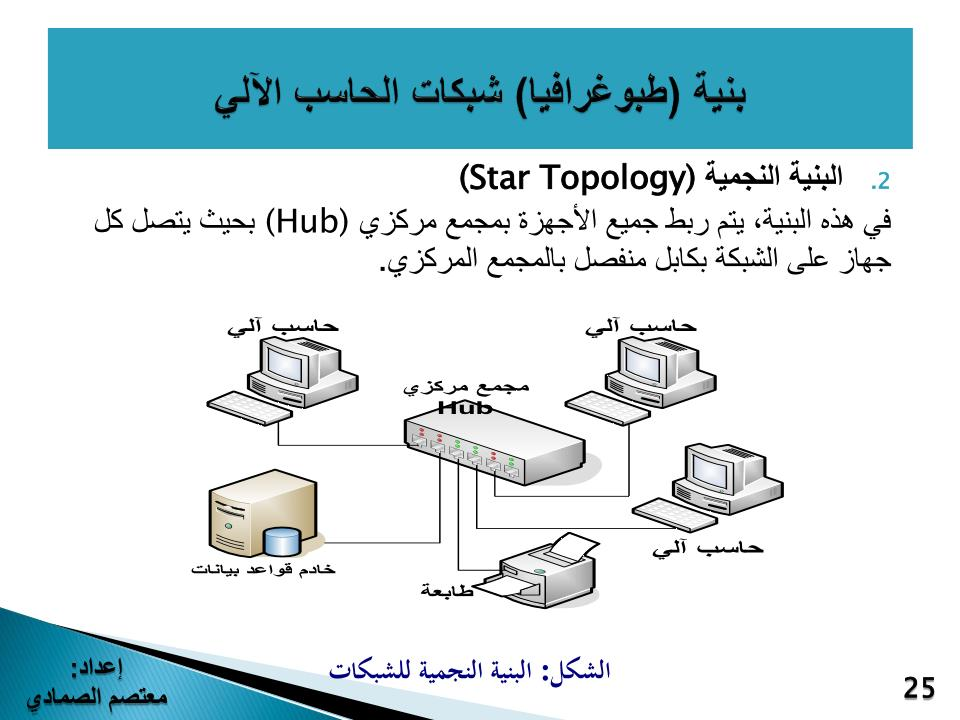 بنية (طبوغرافيا) شبكات الحاسب الآلي
2. البنية النجمية (Star Topology)
في هذه البنية، يتم ربط جميع الأجهزة بمجمع مركزي (Hub) بحيث يتصل كل
جهاز على الشبكة بكابل منفصل بالمجمع المركزي.
حاسب آلي
حاسب آلي
مجمع مركزي
Hub
حاسب آلي
خادم قواعد بيانات
طابعة
الشكل: البنية النجمية للشبكات
إعداد:
معتصم الصمادي
25